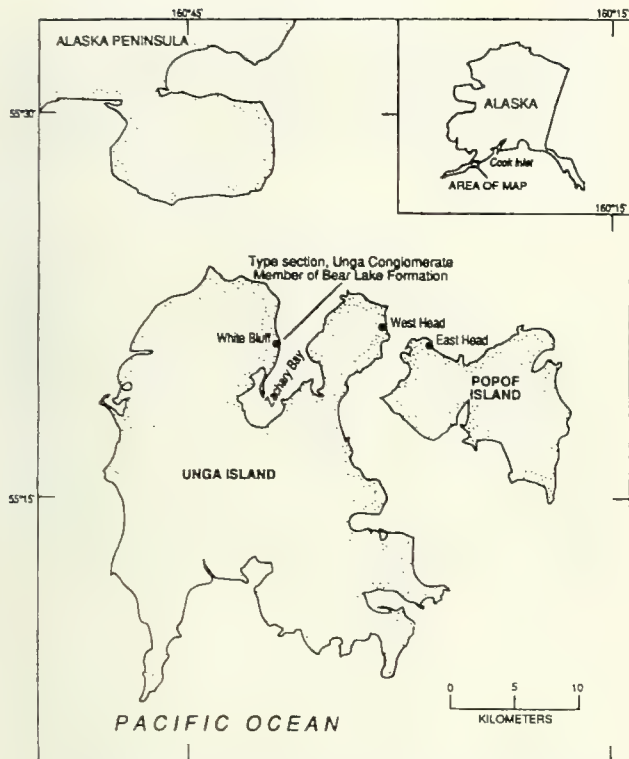 160°45'
160°15'
ALASKA PENINSULA
55°30'
ALASKA
Cook Inlet
AREA OF MAP
160°15'
Type section, Unga Conglomerate
Member of Bear Lake Formation
White Bluff
West Head
East Head
Zachary Bay
POPOF
ISLAND
UNGA ISLAND
55°15'
0 5 10
KILOMETERS
PACIFIC OCEAN